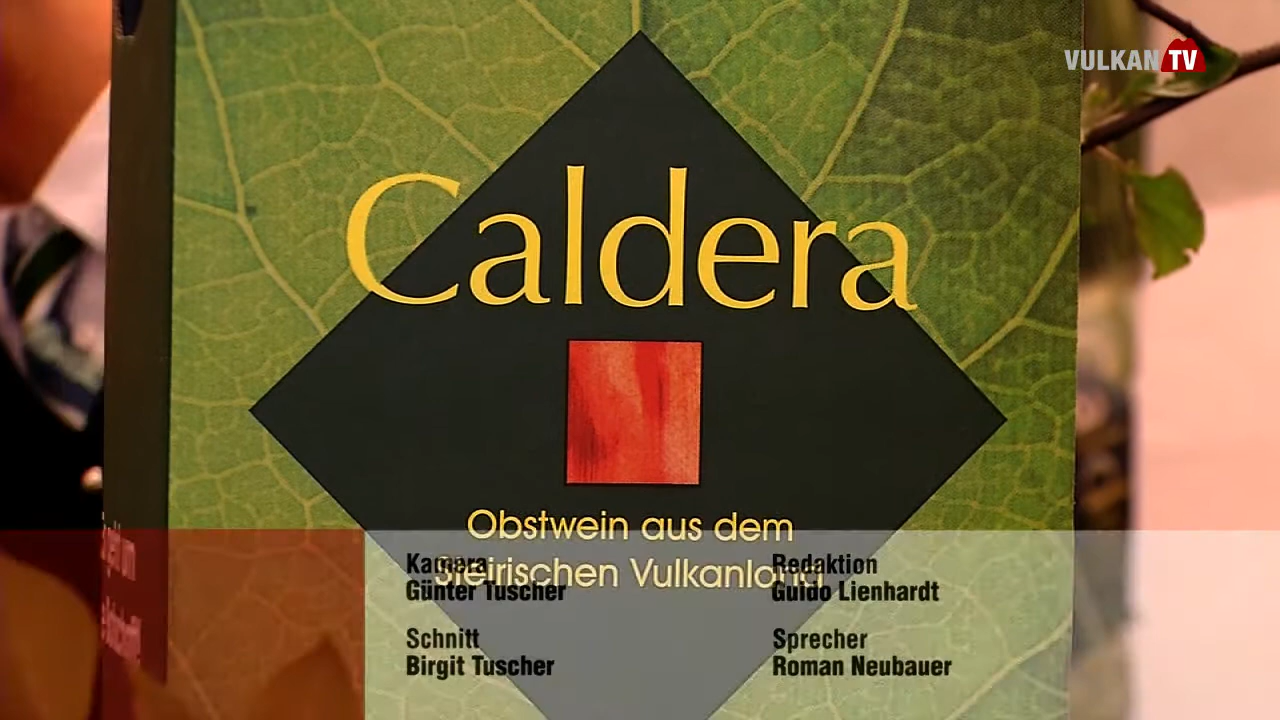 VULKAN TV
Caldera
Obstwein aus dem
Steirischen Vulkanland
Kamera
Günter Tuscher
Redaktion
Guido Lienhardt
Schnitt
Birgit Tuscher
Sprecher
Roman Neubauer